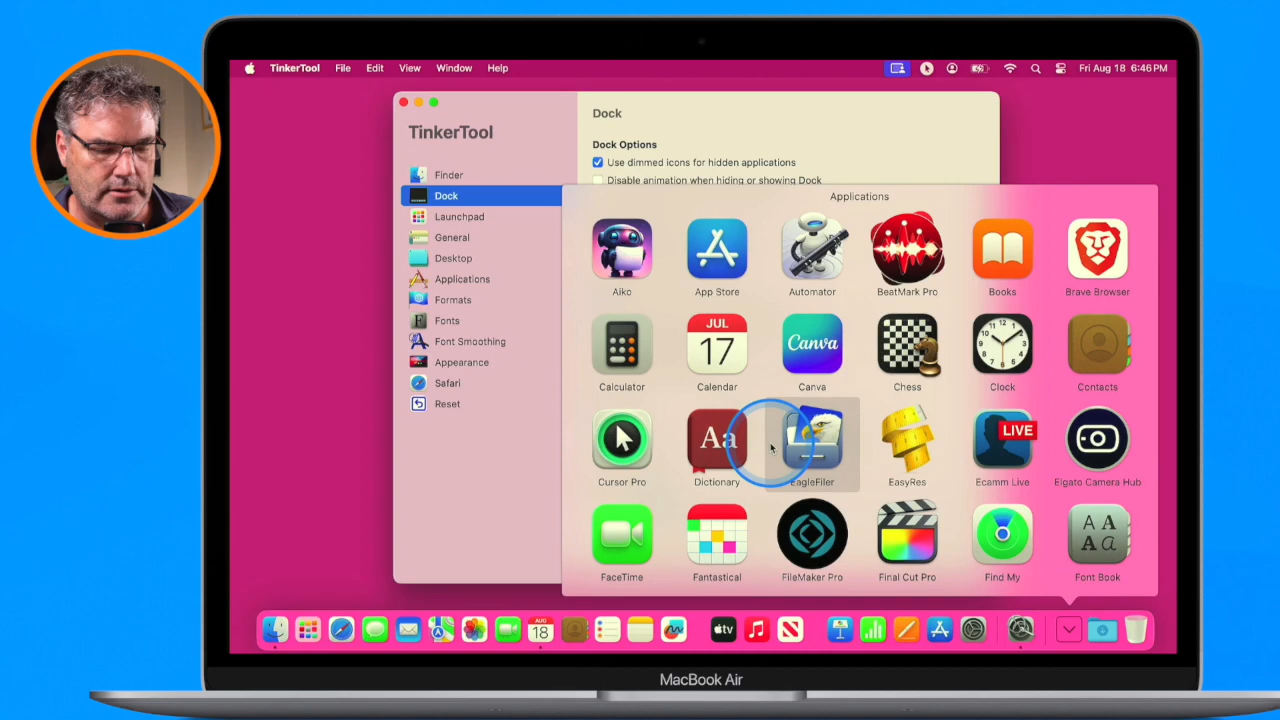 TinkerTool File Edit View Window Help Fri Aug 18 6:46 PM
TinkerTool
Finder
Dock
Launchpad
General
Desktop
Applications
Formats
Fonts
Font Smoothing
Appearance
Safari
Reset
Dock
Dock Options
Use dimmed icons for hidden applications
Disable animation when hiding or showing Dock
Applications
Aiko App Store Automator BeatMark Pro Books Brave Browser
JUL
17
Canva
Calculator Calendar Canva Chess Clock Contacts
Aa
LIVE
Cursor Pro Dictionary EagleFiler EasyRes Ecamm Live Elgato Camera Hub
A A
A a
FaceTime Fantastical FileMaker Pro Final Cut Pro Find My Font Book
AUG
18
tv
MacBook Air